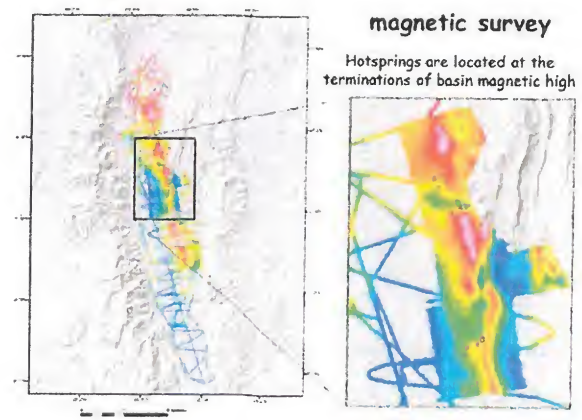 magnetic survey
Hotsprings are located at the
terminations of basin magnetic high